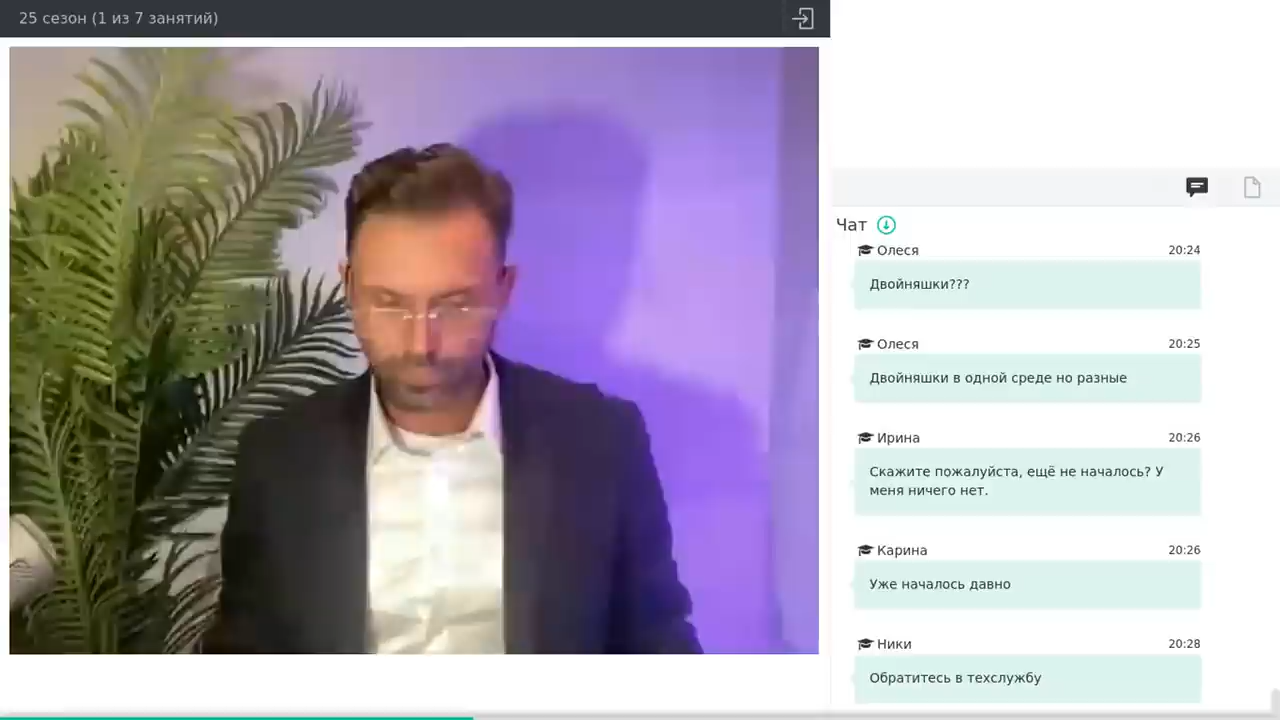 25 сезон (1 из 7 занятий)
Чат
Олеся 20:24
Двойняшки???
Олеся 20:25
Двойняшки в одной среде но разные
Ирина 20:26
Скажите пожалуйста, ещё не началось? У
меня ничего нет.
Карина 20:26
Уже началось давно
Ники 20:28
Обратитесь в техслужбу